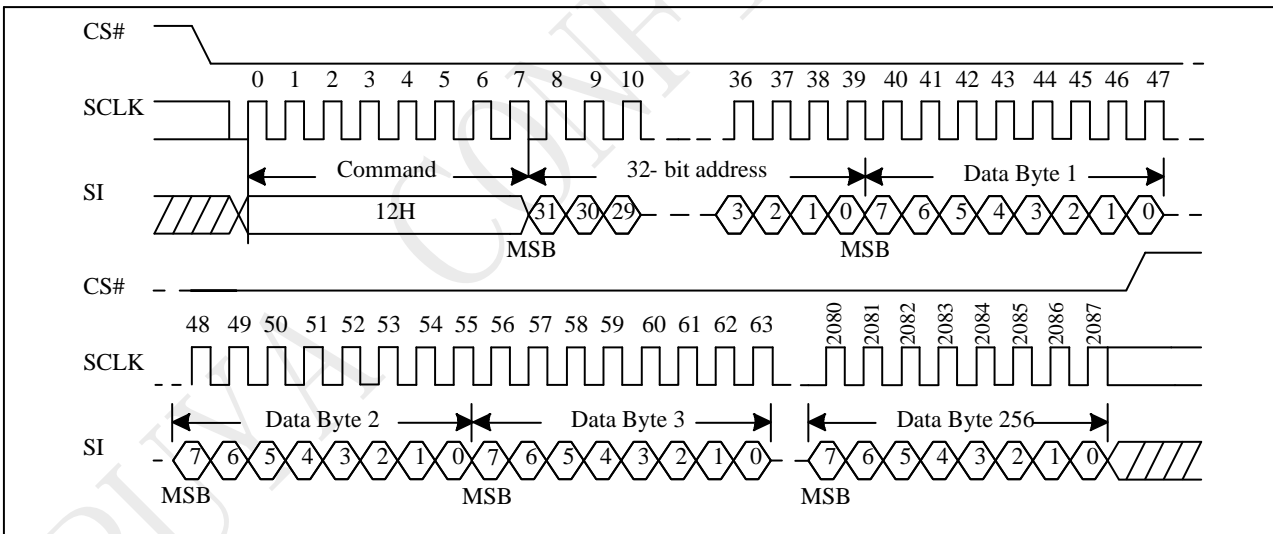 CS#
0 1 2 3 4 5 6 7 8 9 10 36 37 38 39 40 41 42 43 44 45 46 47
SCLK
Command 32- bit address Data Byte 1
SI
12H 31 30 29 3 2 1 0 7 6 5 4 3 2 1 0
MSB MSB
CS#
48 49 50 51 52 53 54 55 56 57 58 59 60 61 62 63 2080 2081 2082 2083 2084 2085 2086 2087
SCLK
Data Byte 2 Data Byte 3 Data Byte 256
SI
7 6 5 4 3 2 1 0 7 6 5 4 3 2 1 0 7 6 5 4 3 2 1 0
MSB MSB MSB
PUYA CONF